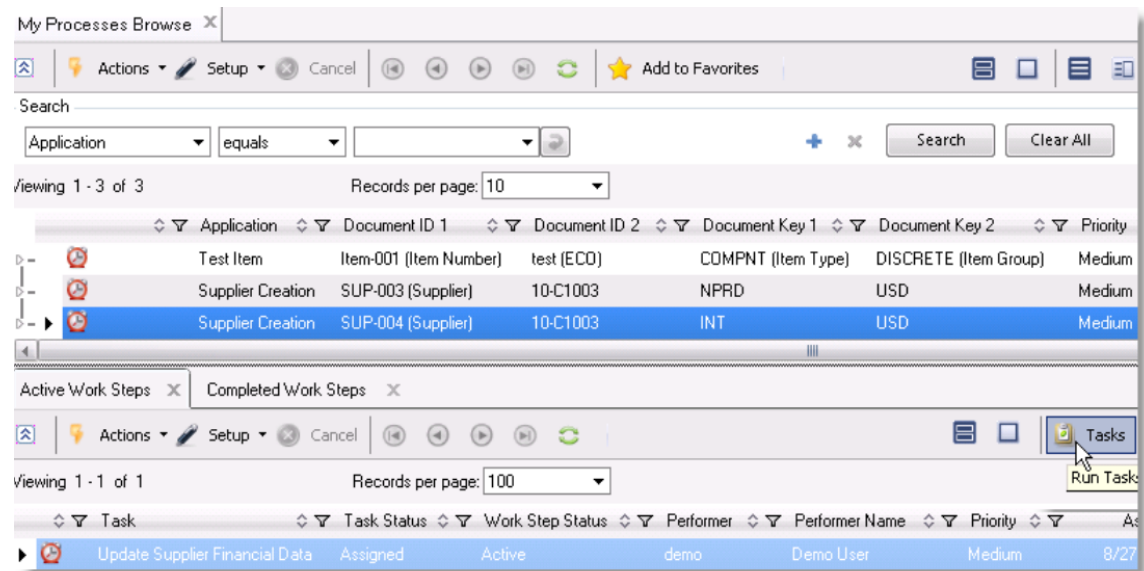 My Processes Browse
Actions Setup Cancel Add to Favorites
Search
Application equals Search Clear All
Viewing 1 - 3 of 3 Records per page: 10
Application Document ID 1 Document ID 2 Document Key 1 Document Key 2 Priority
Test Item Item-001 (Item Number) test (ECO) COMPNT (Item Type) DISCRETE (Item Group) Medium
Supplier Creation SUP-003 (Supplier) 10-C1003 NPRD USD Medium
Supplier Creation SUP-004 (Supplier) 10-C1003 INT USD Medium
Active Work Steps Completed Work Steps
Actions Setup Cancel Tasks
Viewing 1 - 1 of 1 Records per page: 100 Run Tasks
Task Task Status Work Step Status Performer Performer Name Priority As
Update Supplier Financial Data Assigned Active demo Demo User Medium 8/27